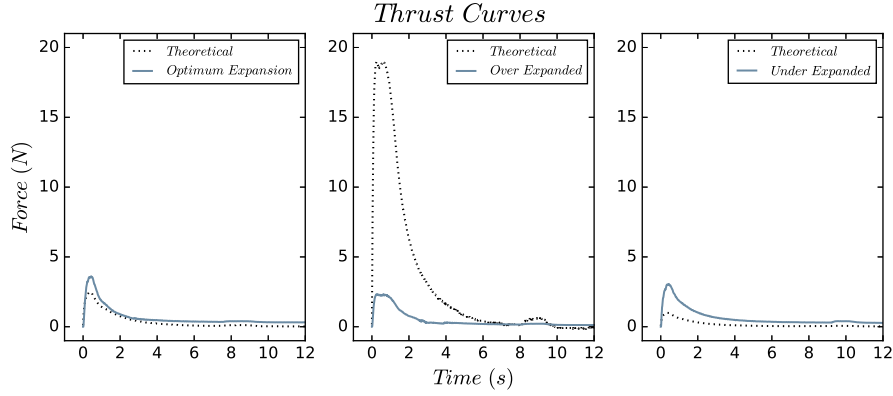 Thrust Curves
Force (N)
20
15
10
5
0
Theoretical
Optimum Expansion
0 2 4 6 8 10 12
20
15
10
5
0
Theoretical
Over Expanded
0 2 4 6 8 10 12
20
15
10
5
0
Theoretical
Under Expanded
0 2 4 6 8 10 12
Time (s)